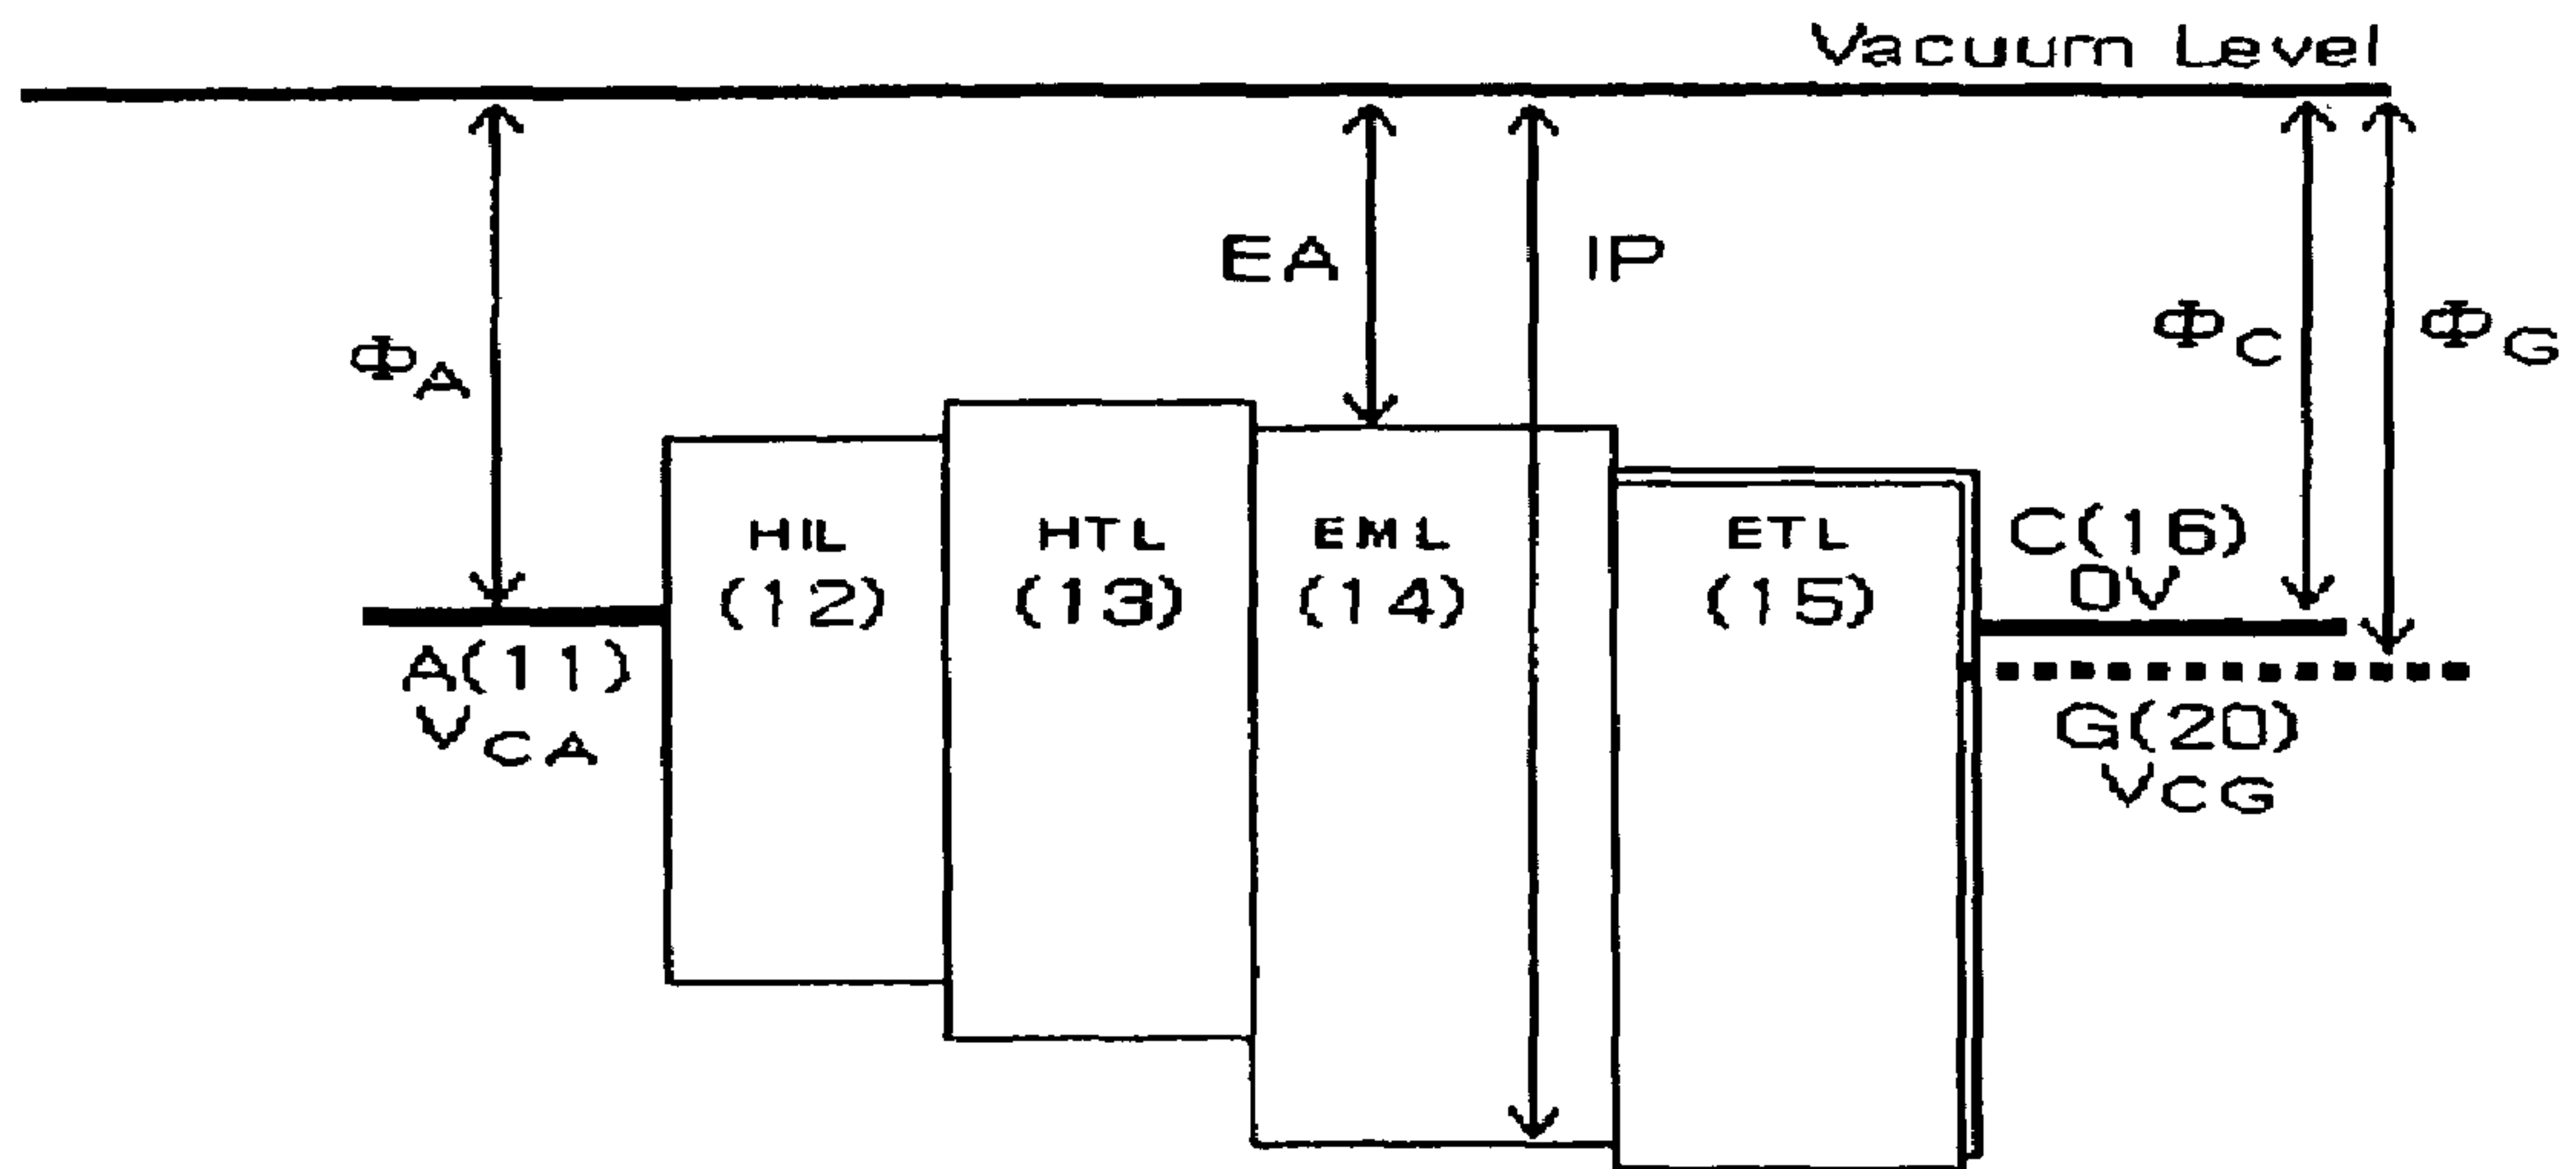 Vacuum Level
EA
IP
ΦA
ΦC
ΦG
HIL
(12)
HTL
(13)
EML
(14)
ETL
(15)
C(16)
0V
A(11)
VCA
G(20)
VCG